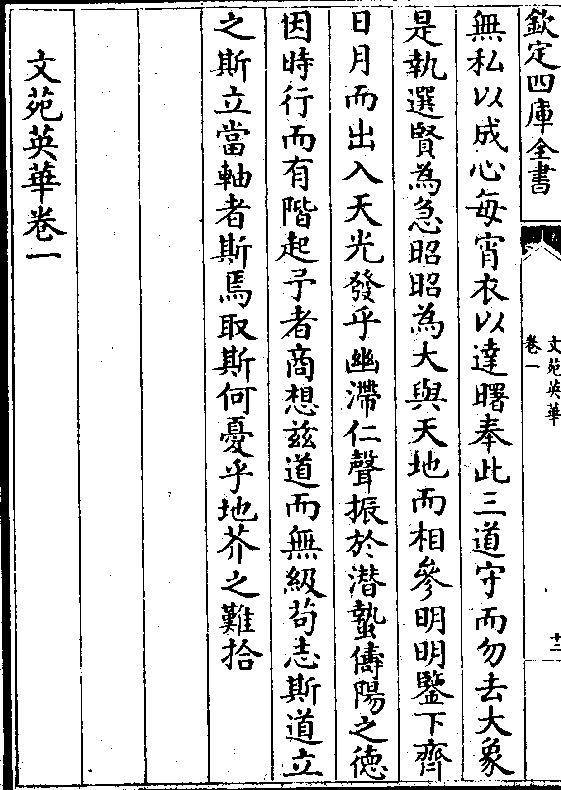 欽定四庫全書
文苑英華
卷一
十三
無私以成心每宵衣以達曙奉此三道守而勿去大象
是執選賢為急昭昭為大與天地而相參明明鑒下齊
日月而出入天光發乎幽滯仁聲振於潜蟄儔陽之徳
因時行而有階起予者商想兹道而無級苟志斯道立
之斯立當軸者斯焉取斯何憂乎地芥之難拾
文苑英華卷一